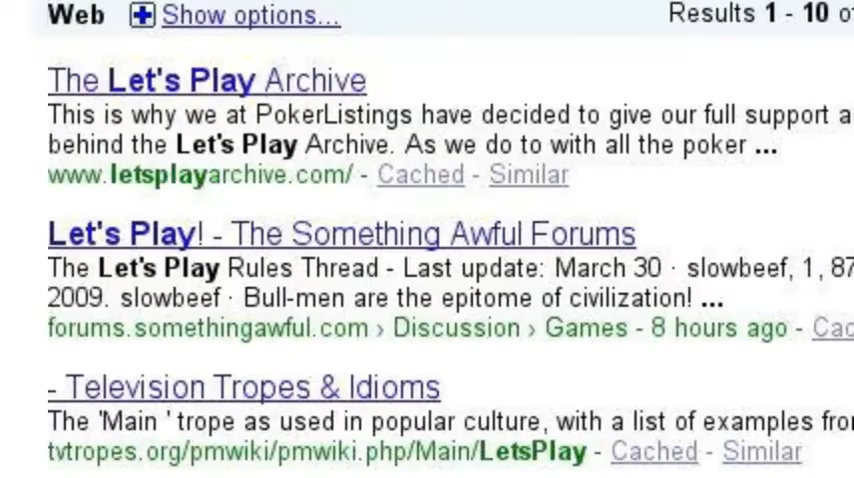 Web + Show options... Results 1 - 10 o
The Let's Play Archive
This is why we at PokerListings have decided to give our full support a
behind the Let's Play Archive. As we do to with all the poker ...
www.letsplayarchive.com/ - Cached - Similar
Let's Play! - The Something Awful Forums
The Let's Play Rules Thread - Last update: March 30 · slowbeef, 1, 87
2009. slowbeef · Bull-men are the epitome of civilization! ...
forums.somethingawful.com › Discussion › Games - 8 hours ago - Cac
- Television Tropes & Idioms
The 'Main ' trope as used in popular culture, with a list of examples fro
tvtropes.org/pmwiki/pmwiki.php/Main/LetsPlay - Cached - Similar